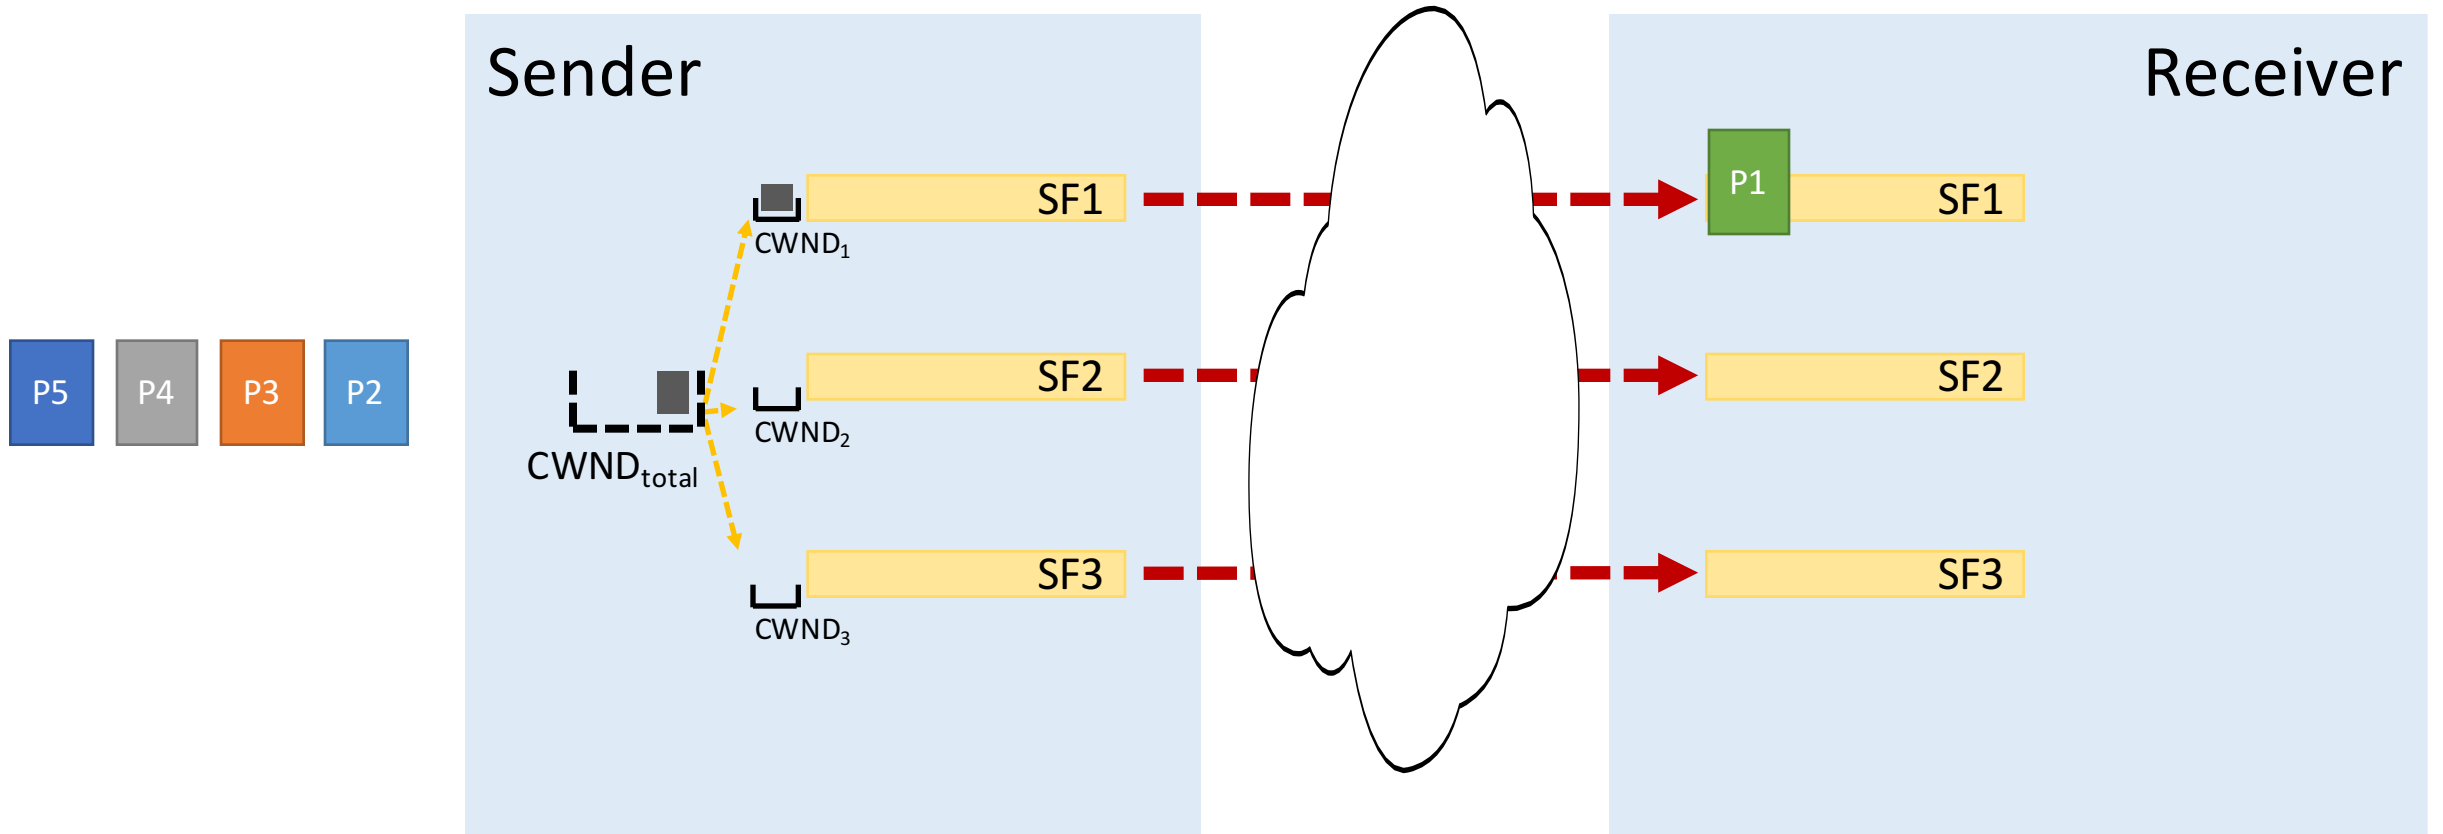 Sender
Receiver
SF1
P1
SF1
CWND1
P5
P4
P3
P2
SF2
SF2
CWND2
CWNDtotal
SF3
SF3
CWND3